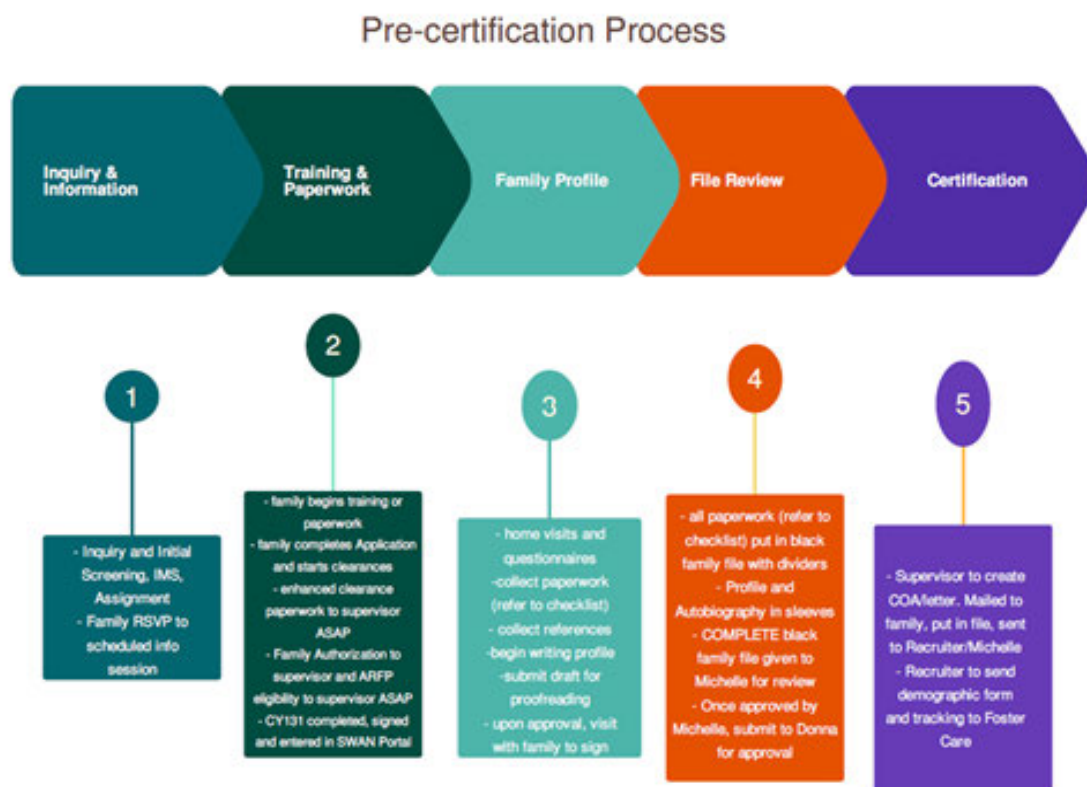 Pre-certification Process
Inquiry &
Information
Training &
Paperwork
Family Profile
File Review
Certification
1
2
3
4
5
- Inquiry and Initial
Screening, IMS,
Assignment
- Family RSVP to
scheduled info
session
- family begins training or
paperwork
- family completes Application
and starts clearances
- enhanced clearance
paperwork to supervisor
ASAP
- Family Authorization to
supervisor and ARFP
eligibility to supervisor ASAP
- CY131 completed, signed
and entered in SWAN Portal
- home visits and
questionnaires
-collect paperwork
(refer to checklist)
- collect references
-begin writing profile
-submit draft for
proofreading
- upon approval, visit
with family to sign
- all paperwork (refer to
checklist) put in black
family file with dividers
- Profile and
Autobiography in sleeves
- COMPLETE black
family file given to
Michelle for review
- Once approved by
Michelle, submit to Donna
for approval
- Supervisor to create
COA/letter. Mailed to
family, put in file, sent
to Recruiter/Michelle
- Recruiter to send
demographic form
and tracking to Foster
Care